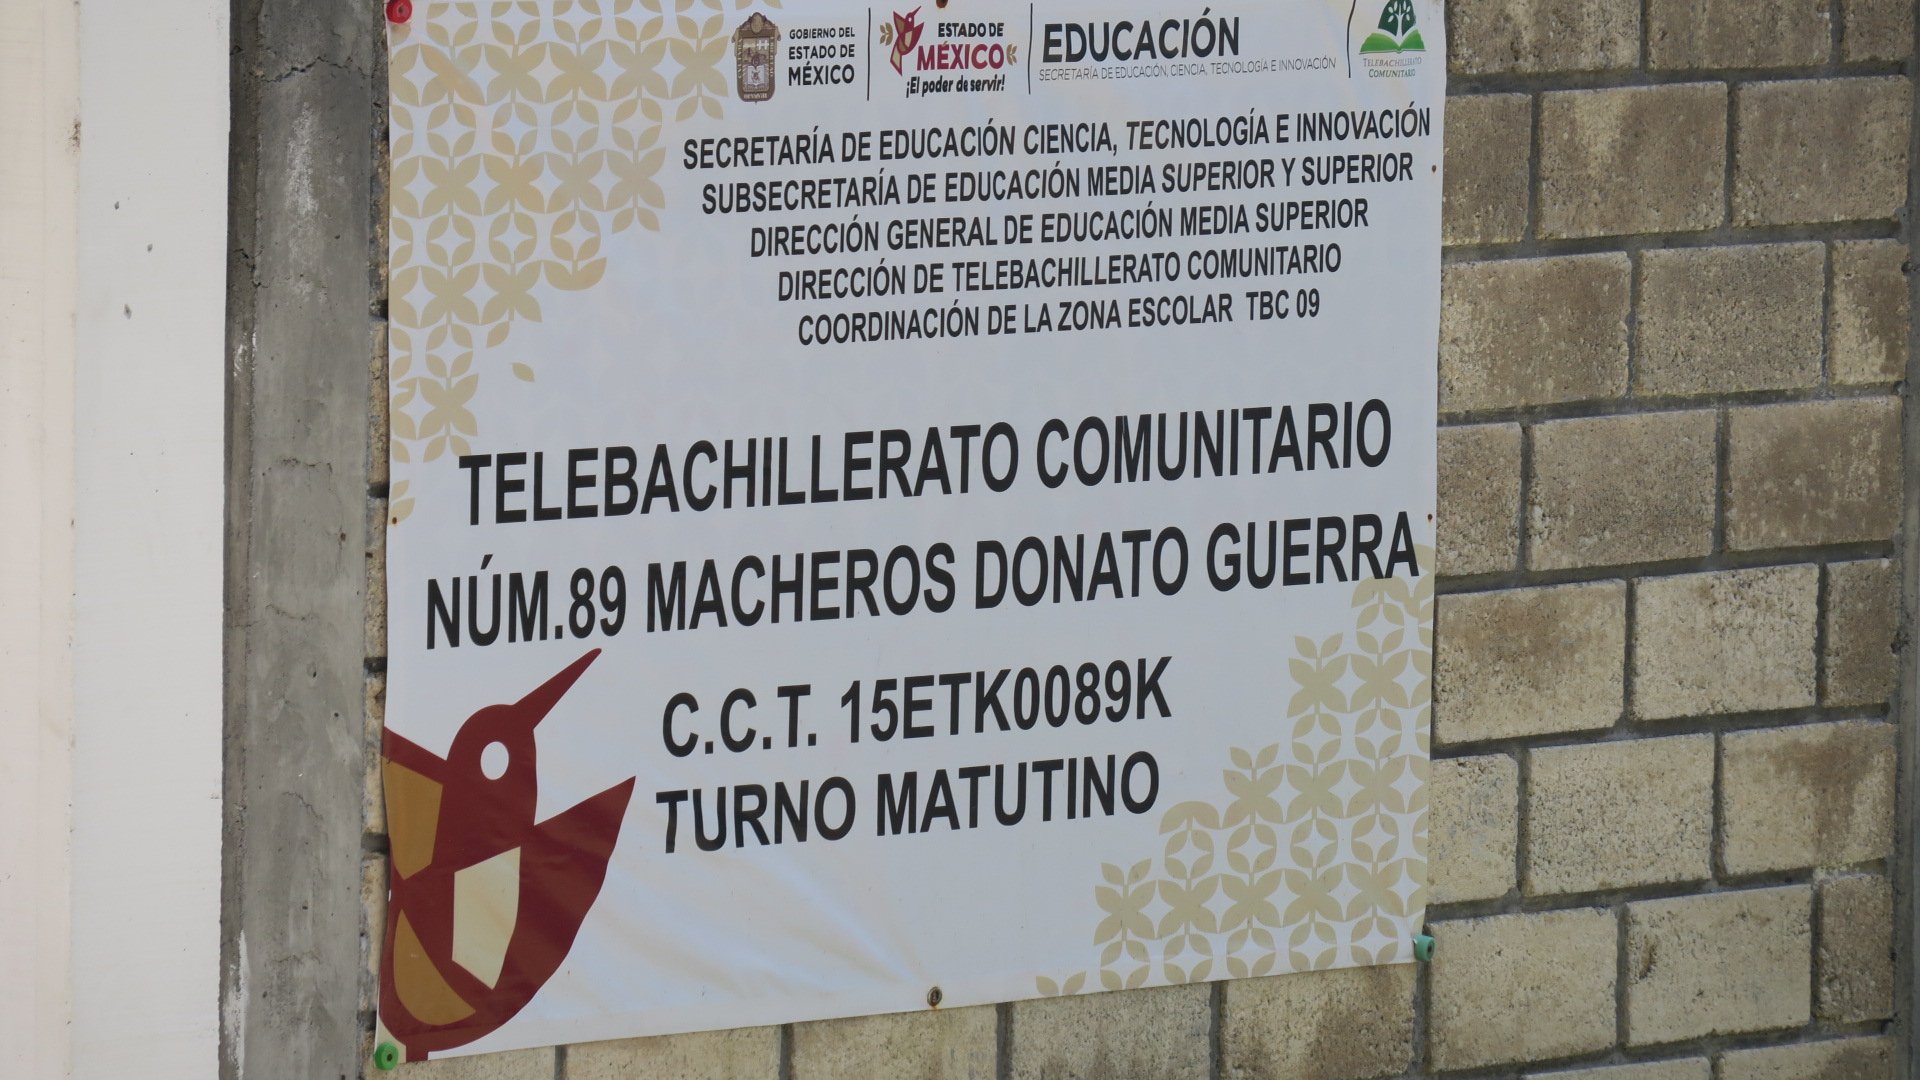 GOBIERNO DEL
ESTADO DE
MÉXICO
ESTADO DE
MÉXICO
¡El poder de servir!
EDUCACIÓN
SECRETARÍA DE EDUCACIÓN, CIENCIA, TECNOLOGÍA E INNOVACIÓN
TELEBACHILLERATO
COMUNITARIO
SECRETARÍA DE EDUCACIÓN CIENCIA, TECNOLOGÍA E INNOVACIÓN
SUBSECRETARÍA DE EDUCACIÓN MEDIA SUPERIOR Y SUPERIOR
DIRECCIÓN GENERAL DE EDUCACIÓN MEDIA SUPERIOR
DIRECCIÓN DE TELEBACHILLERATO COMUNITARIO
COORDINACIÓN DE LA ZONA ESCOLAR TBC 09
TELEBACHILLERATO COMUNITARIO
NÚM.89 MACHEROS DONATO GUERRA
C.C.T. 15ETK0089K
TURNO MATUTINO